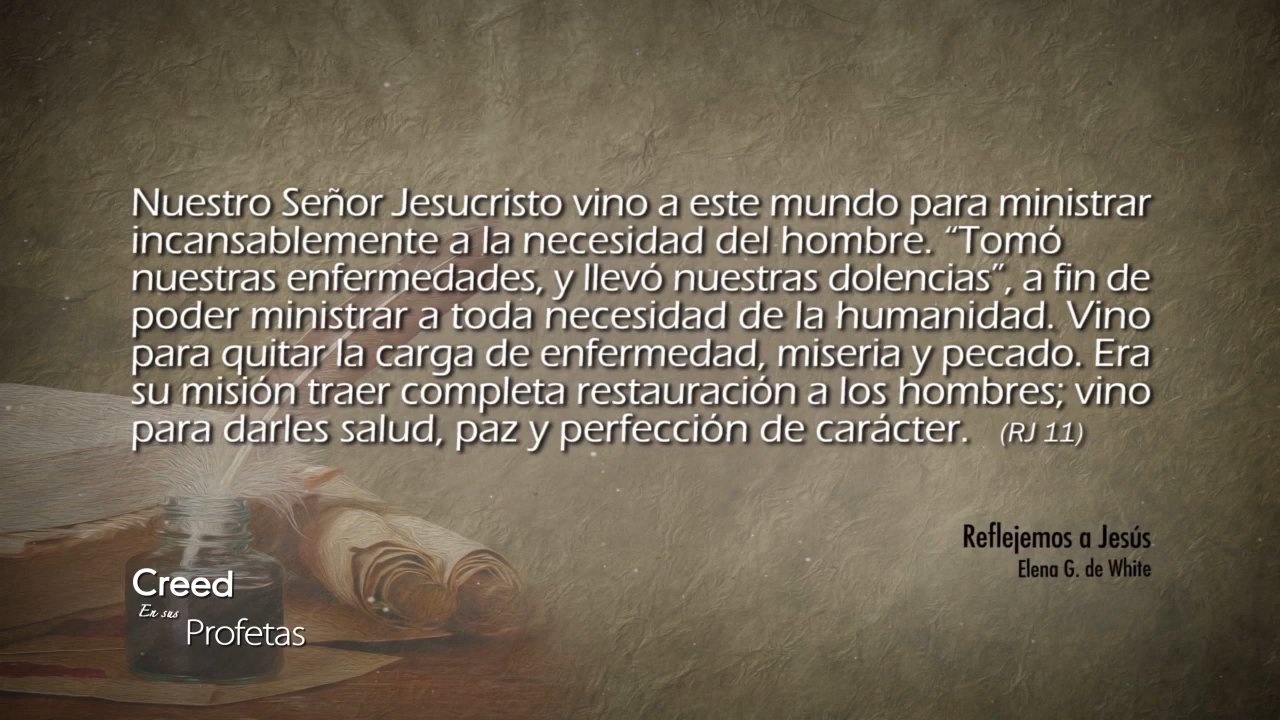 Nuestro Señor Jesucristo vino a este mundo para ministrar
incansablemente a la necesidad del hombre. “Tomó
nuestras enfermedades, y llevó nuestras dolencias”, a fin de
poder ministrar a toda necesidad de la humanidad. Vino
para quitar la carga de enfermedad, miseria y pecado. Era
su misión traer completa restauración a los hombres; vino
para darles salud, paz y perfección de carácter. (RJ 11)
Reflejemos a Jesús
Elena G. de White
Creed
En sus
Profetas